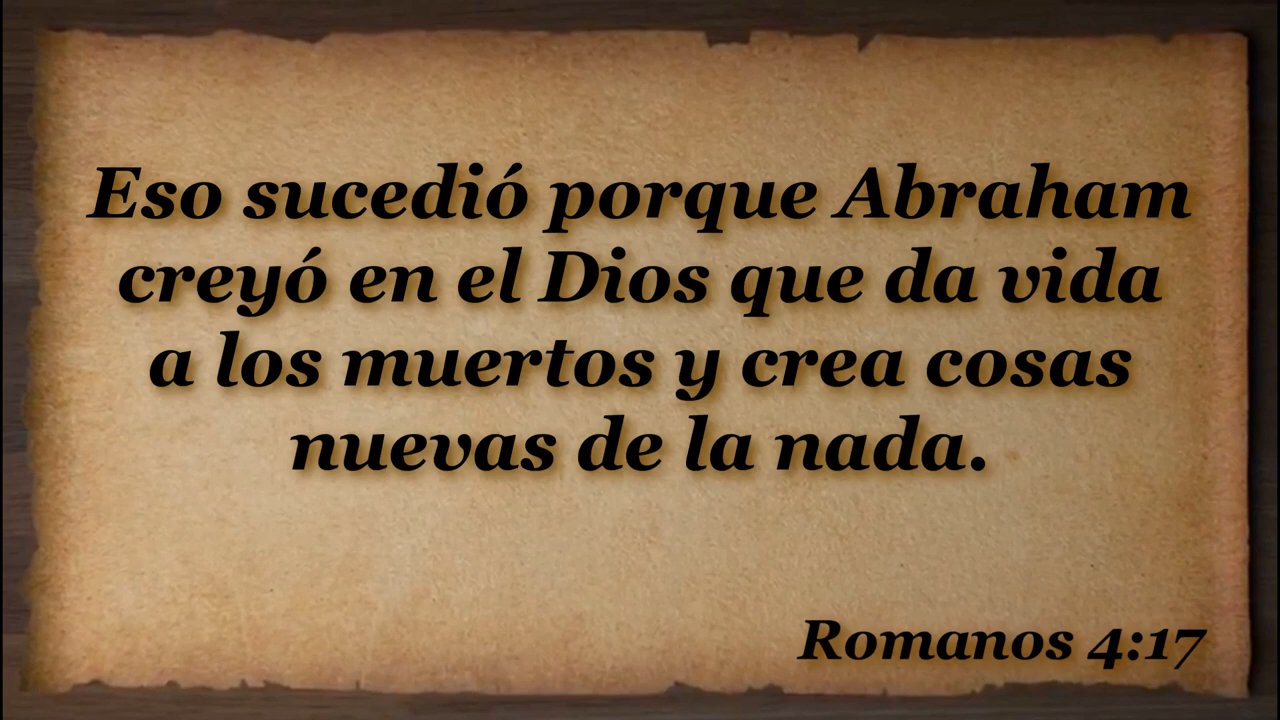 Eso sucedió porque Abraham
creyó en el Dios que da vida
a los muertos y crea cosas
nuevas de la nada.
Romanos 4:17